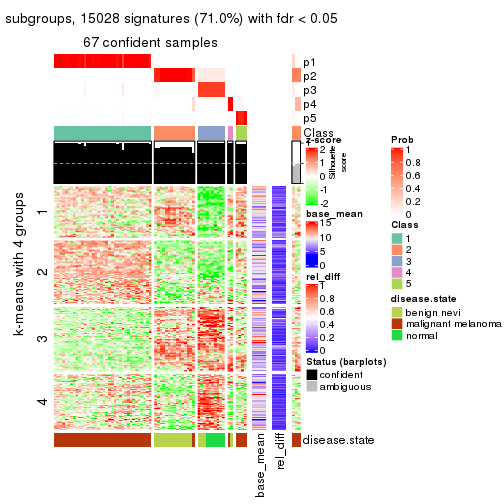 subgroups, 15028 signatures (71.0%) with fdr < 0.05
67 confident samples
p1
p2
p3
p4
p5
Class
z-score
2
1
0
-1
-2
Silhouette
score
base_mean
15
10
5
0
rel_diff
1
0.8
0.6
0.4
0.2
0
Status (barplots)
confident
ambiguous
Prob
1
0.8
0.6
0.4
0.2
0
Class
1
2
3
4
5
disease.state
benign nevi
malignant melanoma
normal
k-means with 4 groups
1
2
3
4
base_mean
rel_diff
disease.state